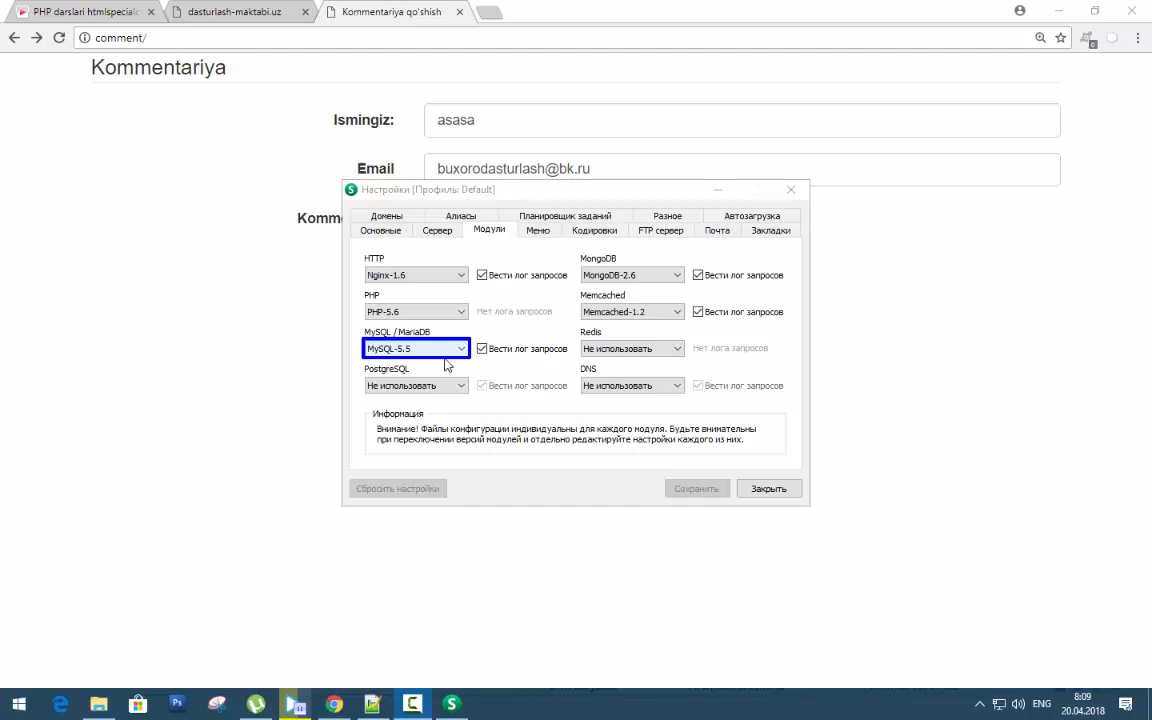 PHP darslari htmlspecial
dasturlash-maktabi.uz
Kommentariya qo'shish
comment/
0
Kommentariya
Ismingiz:
asasa
Email
buxorodasturlash@bk.ru
Komme
Настройки [Профиль: Default]
Домены
Алиасы
Планировщик заданий
Разное
Автозагрузка
Основные
Сервер
Модули
Меню
Кодировки
FTP сервер
Почта
Закладки
HTTP
Nginx-1.6
Вести лог запросов
MongoDB
MongoDB-2.6
Вести лог запросов
PHP
PHP-5.6
Нет лога запросов
Memcached
Memcached-1.2
Вести лог запросов
MySQL / MariaDB
MySQL-5.5
Вести лог запросов
Redis
Не использовать
Нет лога запросов
PostgreSQL
Не использовать
Вести лог запросов
DNS
Не использовать
Вести лог запросов
Информация
Внимание! Файлы конфигурации индивидуальны для каждого модуля. Будьте внимательны
при переключении версий модулей и отдельно редактируйте настройки каждого из них.
Сбросить настройки
Сохранить
Закрыть
Ps
ENG
8:09
20.04.2018